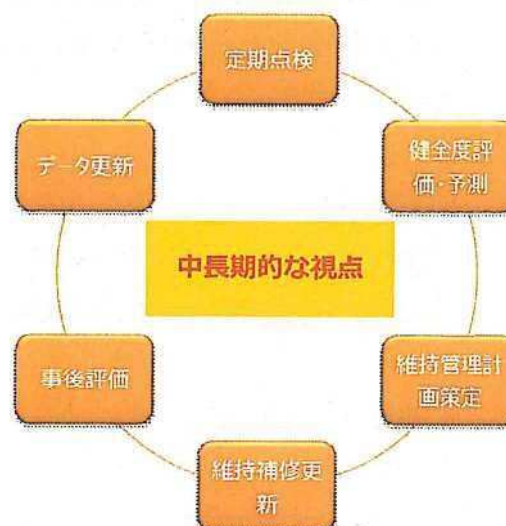 定期点検
健全度評
価・予測
維持管理計
画策定
維持補修更
新
事後評価
データ更新
中長期的な視点